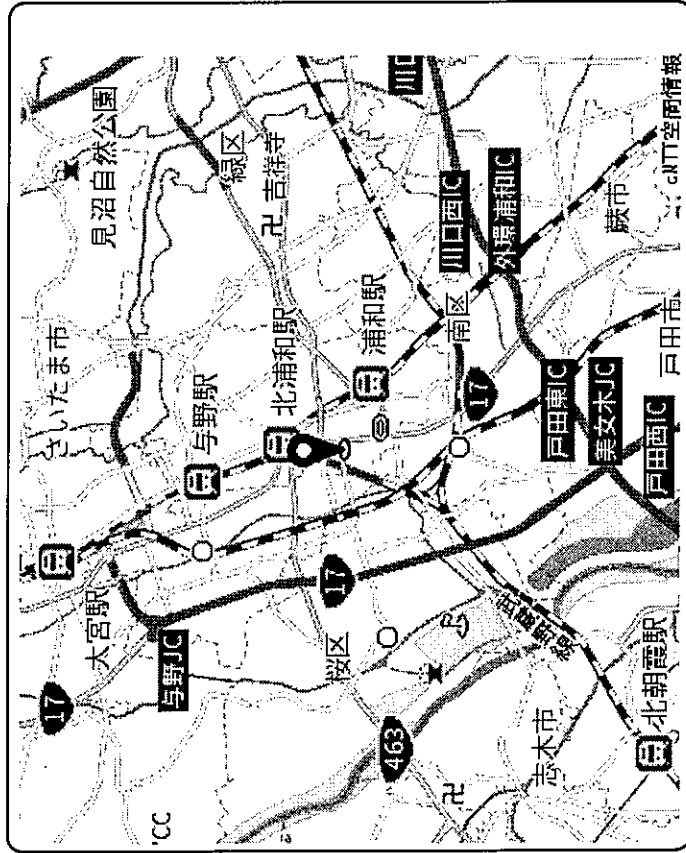 見沼自然公園
さいたま市
緑区
吉祥寺
与野駅
北浦和駅
浦和駅
大宮駅
与野JC
17
17
17
463
桜区
南区
川口西IC
外環浦和IC
川口
蕨市
戸田東IC
美女木JC
戸田西IC
戸田市
武蔵野線
志木市
北朝霞駅
'CC
NTT空間情報